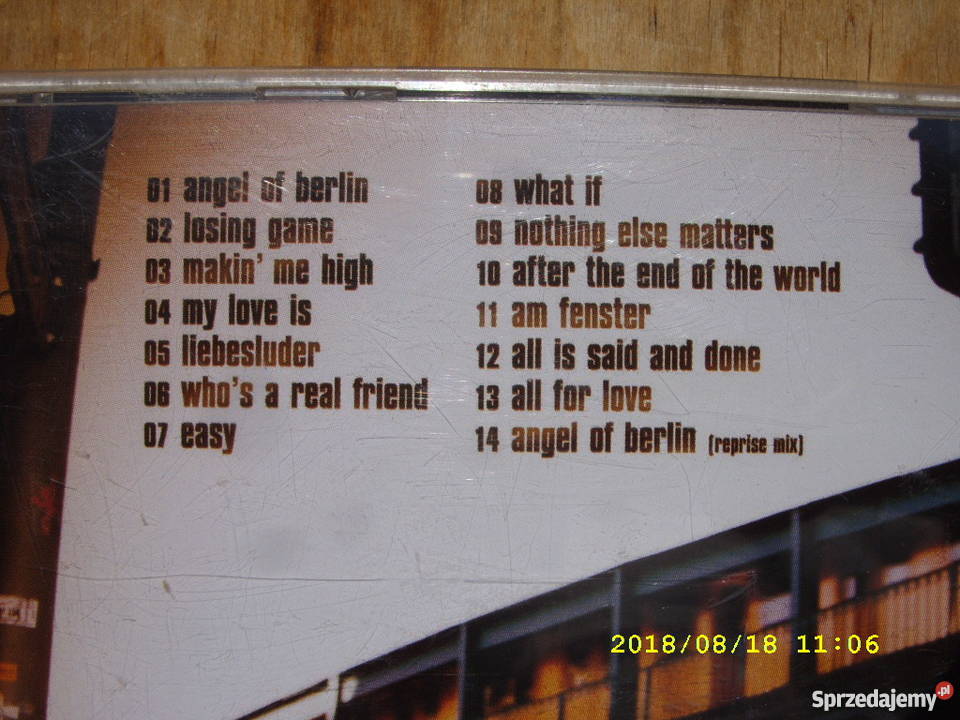 01 angel of berlin
02 losing game
03 makin' me high
04 my love is
05 liebesluder
06 who's a real friend
07 easy
08 what if
09 nothing else matters
10 after the end of the world
11 am fenster
12 all is said and done
13 all for love
14 angel of berlin (reprise mix)
2018/08/18 11:06
Sprzedajemy.pl